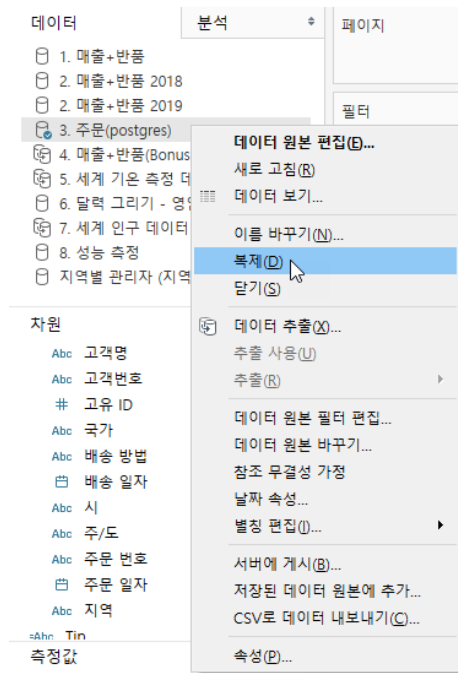 데이터
분석
페이지
1. 매출+반품
2. 매출+반품 2018
2. 매출+반품 2019
필터
3. 주문(postgres)
4. 매출+반품(Bonus
5. 세계 기온 측정 데
6. 달력 그리기 - 영
7. 세계 인구 데이터
8. 성능 측정
지역별 관리자 (지역
데이터 원본 편집(E)...
새로 고침(R)
데이터 보기...
이름 바꾸기(N)...
복제(D)
닫기(S)
데이터 추출(X)...
추출 사용(U)
추출(R)
데이터 원본 필터 편집...
데이터 원본 바꾸기...
참조 무결성 가정
날짜 속성...
별칭 편집(I)...
서버에 게시(B)...
저장된 데이터 원본에 추가...
CSV로 데이터 내보내기(C)...
속성(P)...
차원
Abc 고객명
Abc 고객번호
# 고유 ID
Abc 국가
Abc 배송 방법
배송 일자
Abc 시
Abc 주/도
Abc 주문 번호
주문 일자
Abc 지역
=Abc Tip
측정값